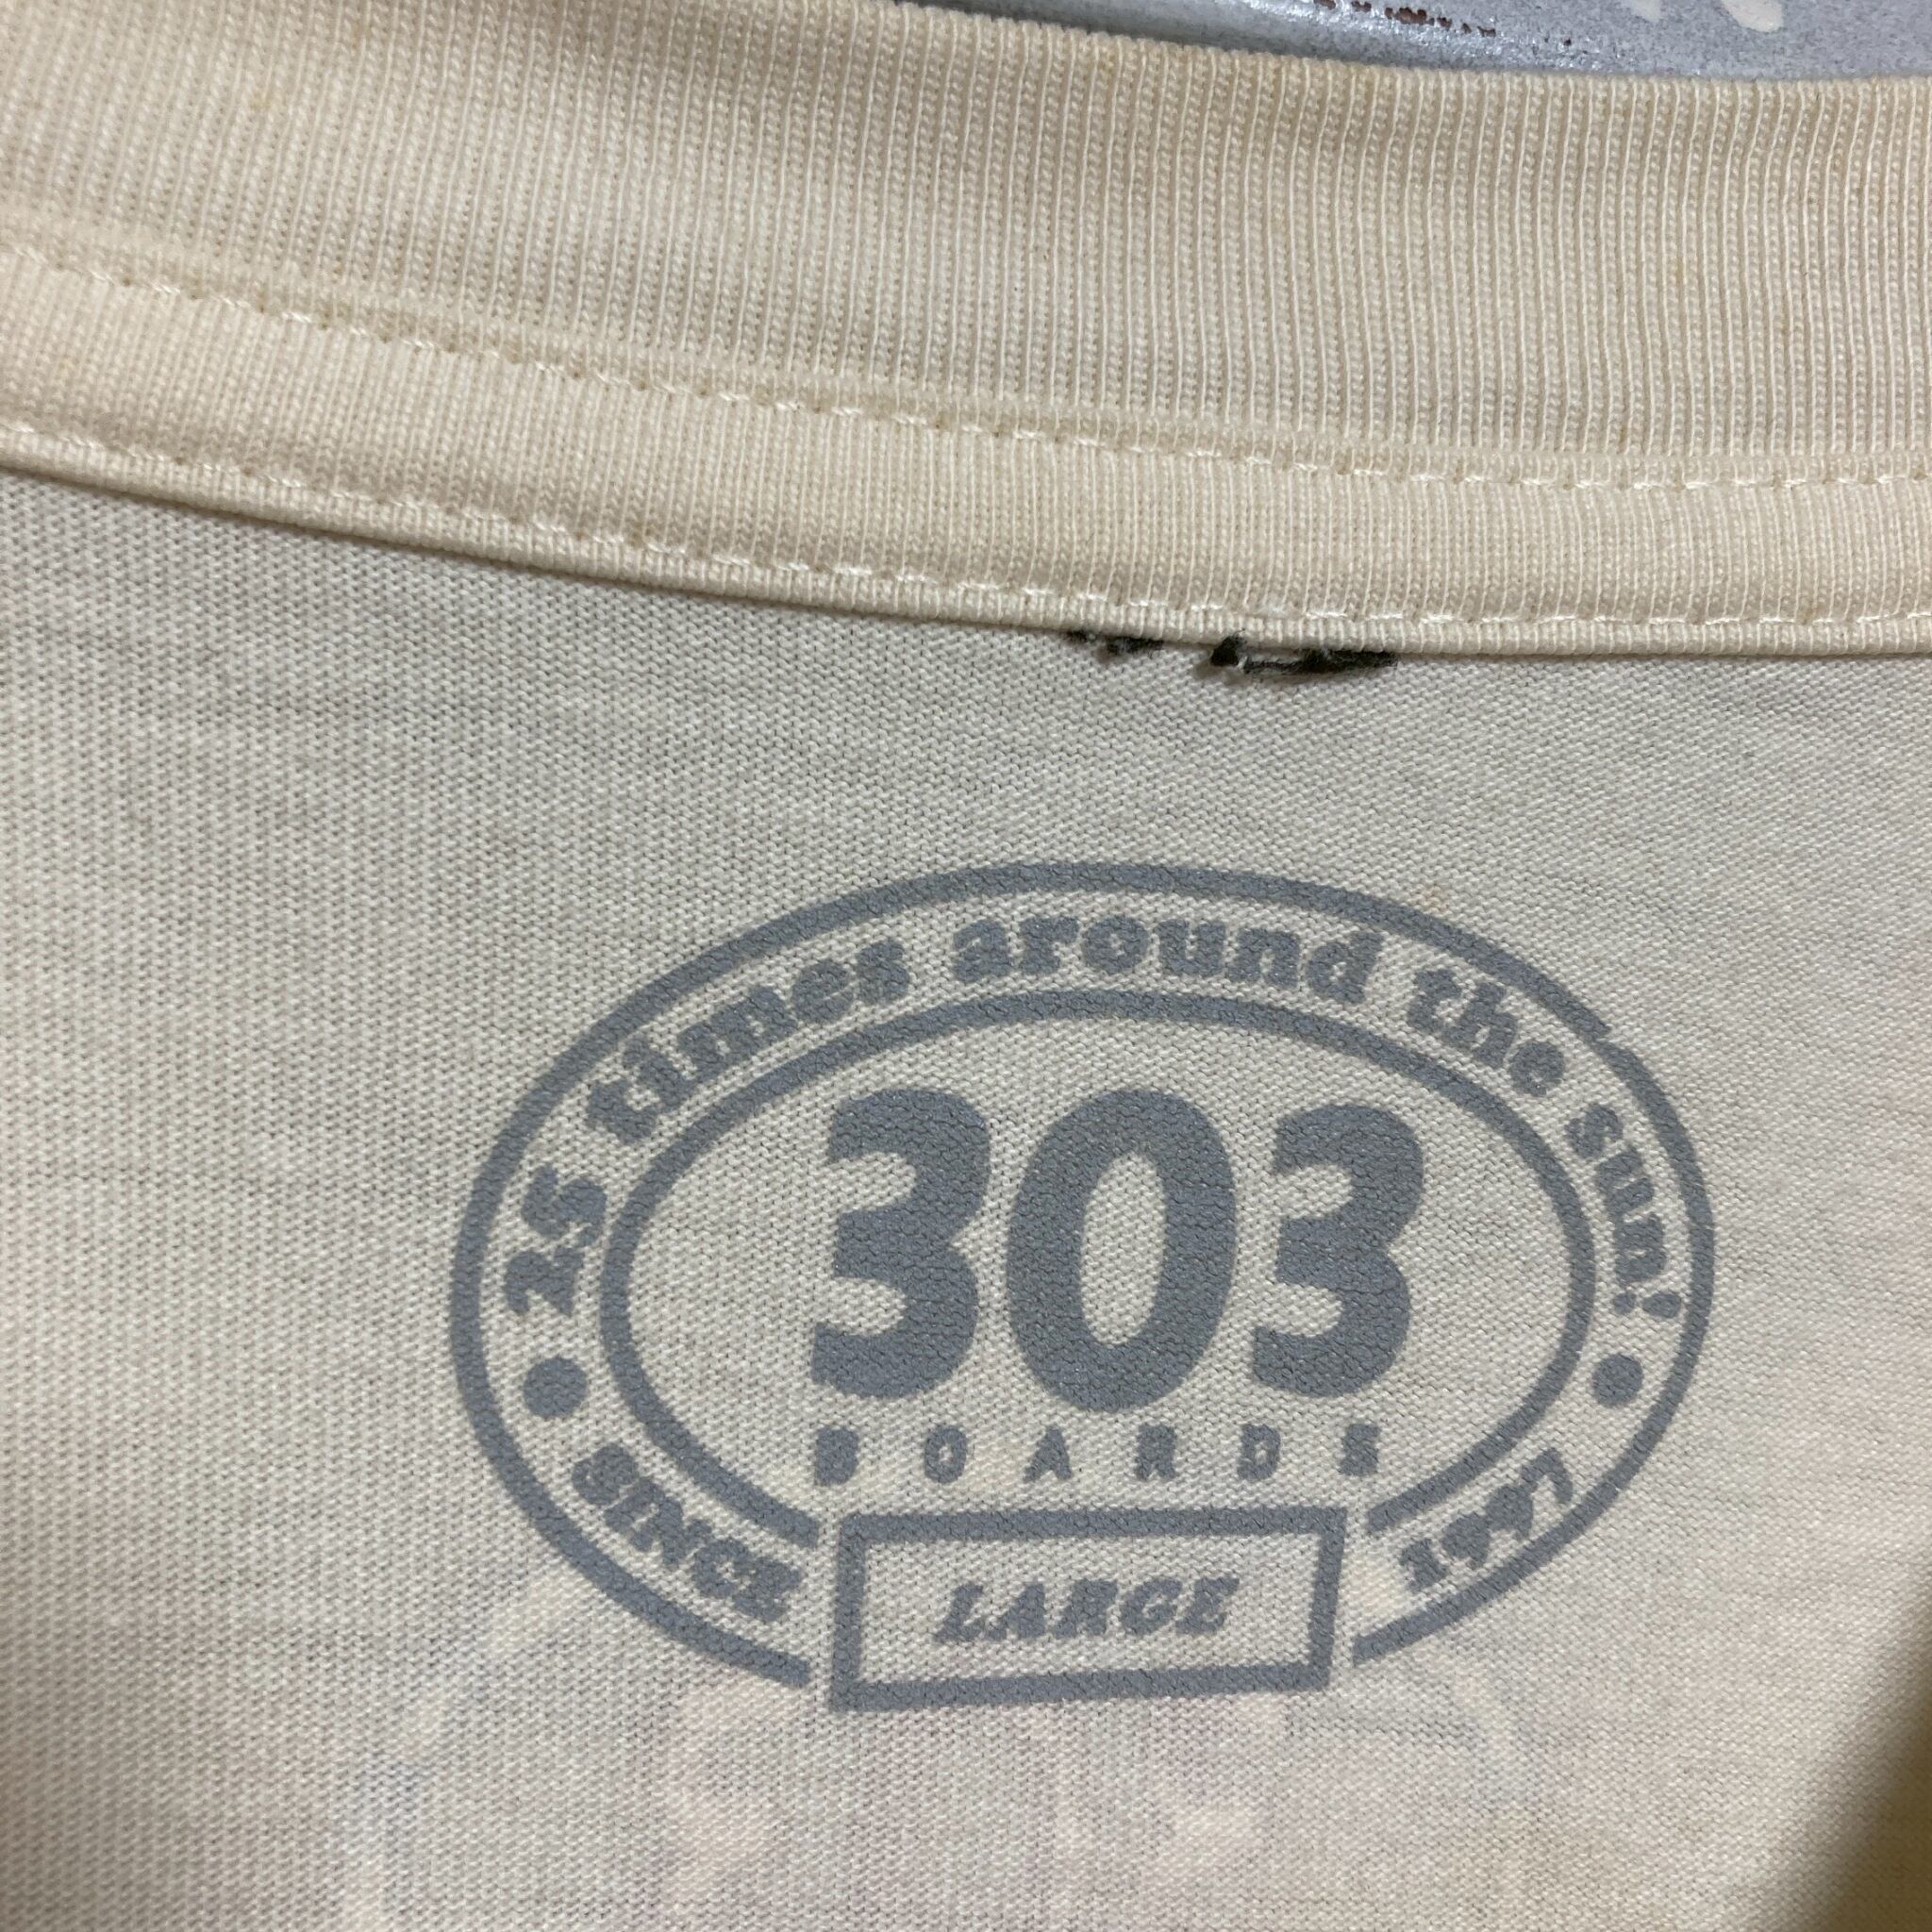 25 times around the sun!
303
BOARDS
SINCE 1997
LARGE